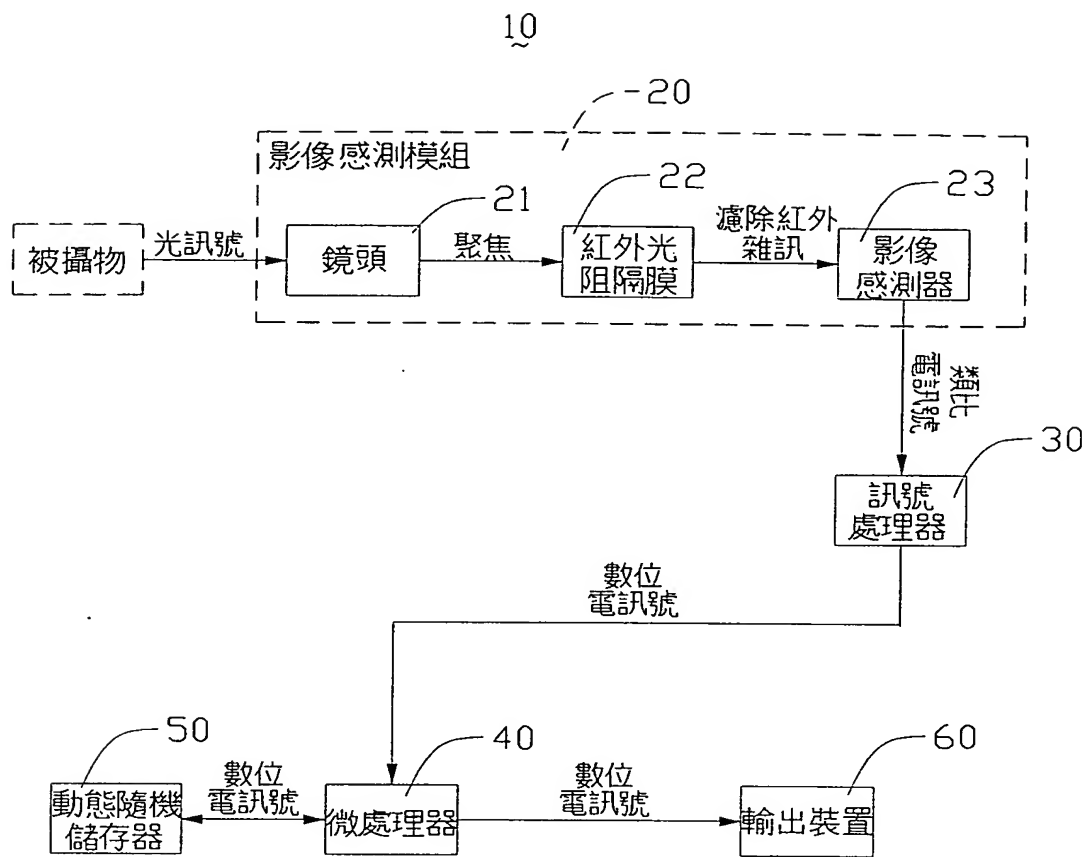 10
20
影像感測模組
21
22
23
被攝物
光訊號
鏡頭
聚焦
紅外光
阻隔膜
濾除紅外
雜訊
影像
感測器
類比
電訊號
30
訊號
處理器
數位
電訊號
50
40
60
動態隨機
儲存器
數位
電訊號
微處理器
數位
電訊號
輸出裝置